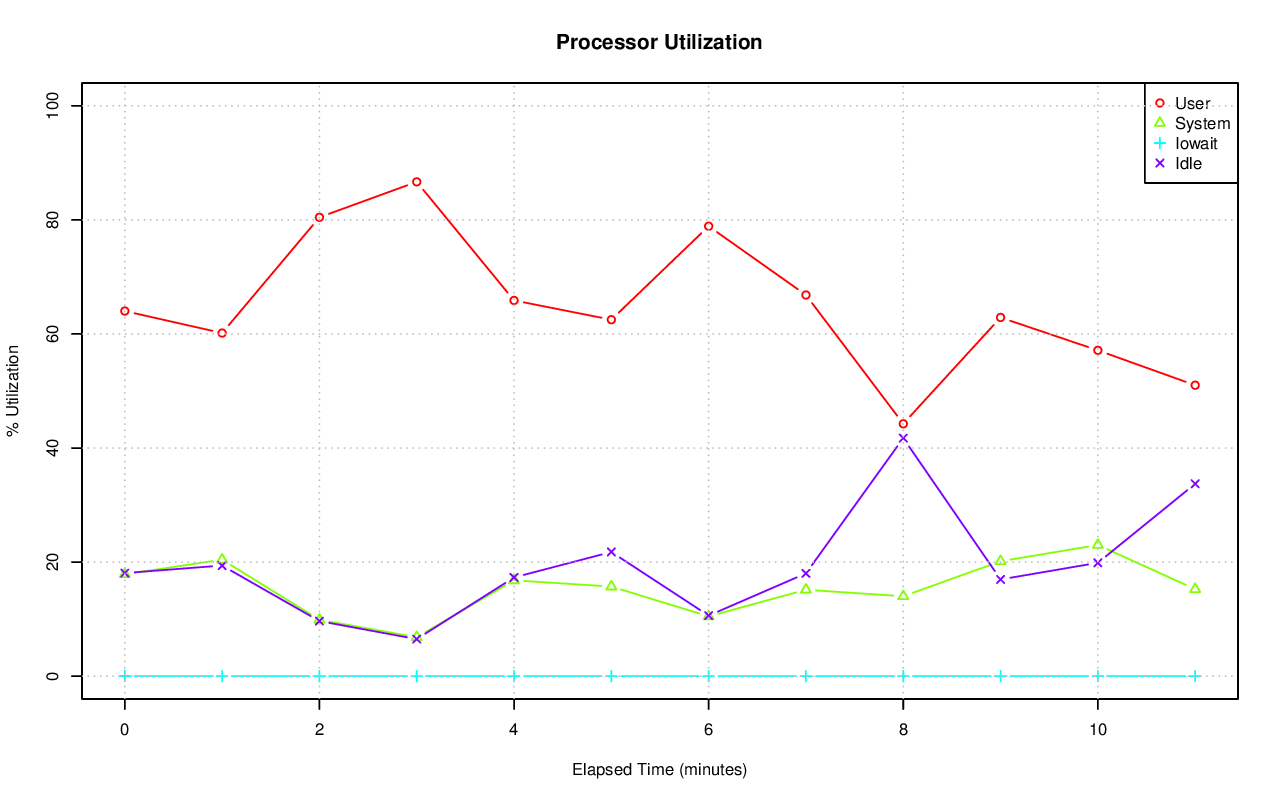 Processor Utilization
User
System
Iowait
Idle
100
80
60
40
20
0
% Utilization
0 2 4 6 8 10
Elapsed Time (minutes)